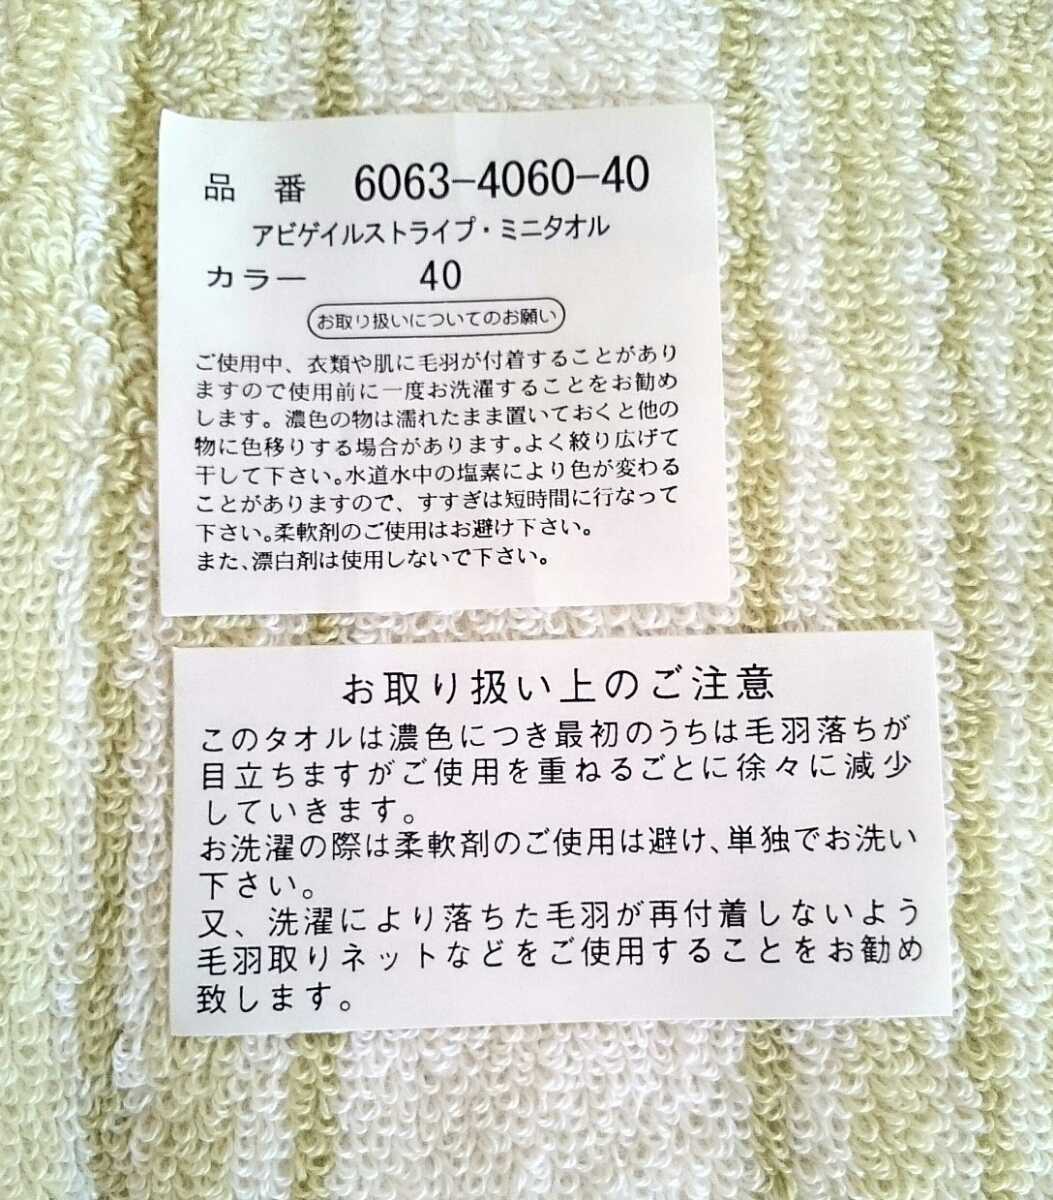 品番 6063-4060-40
アビゲイルストライプ・ミニタオル
カラー 40
お取り扱いについてのお願い
ご使用中、衣類や肌に毛羽が付着することがあり
ますので使用前に一度お洗濯することをお勧め
します。濃色の物は濡れたまま置いておくと他の
物に色移りする場合があります。よく絞り広げて
干して下さい。水道水中の塩素により色が変わる
ことがありますので、すすぎは短時間に行なって
下さい。柔軟剤のご使用はお避け下さい。
また、漂白剤は使用しないで下さい。
お取り扱い上のご注意
このタオルは濃色につき最初のうちは毛羽落ちが
目立ちますがご使用を重ねるごとに徐々に減少
していきます。
お洗濯の際は柔軟剤のご使用は避け、単独でお洗い
下さい。
又、洗濯により落ちた毛羽が再付着しないよう
毛羽取りネットなどをご使用することをお勧め
致します。